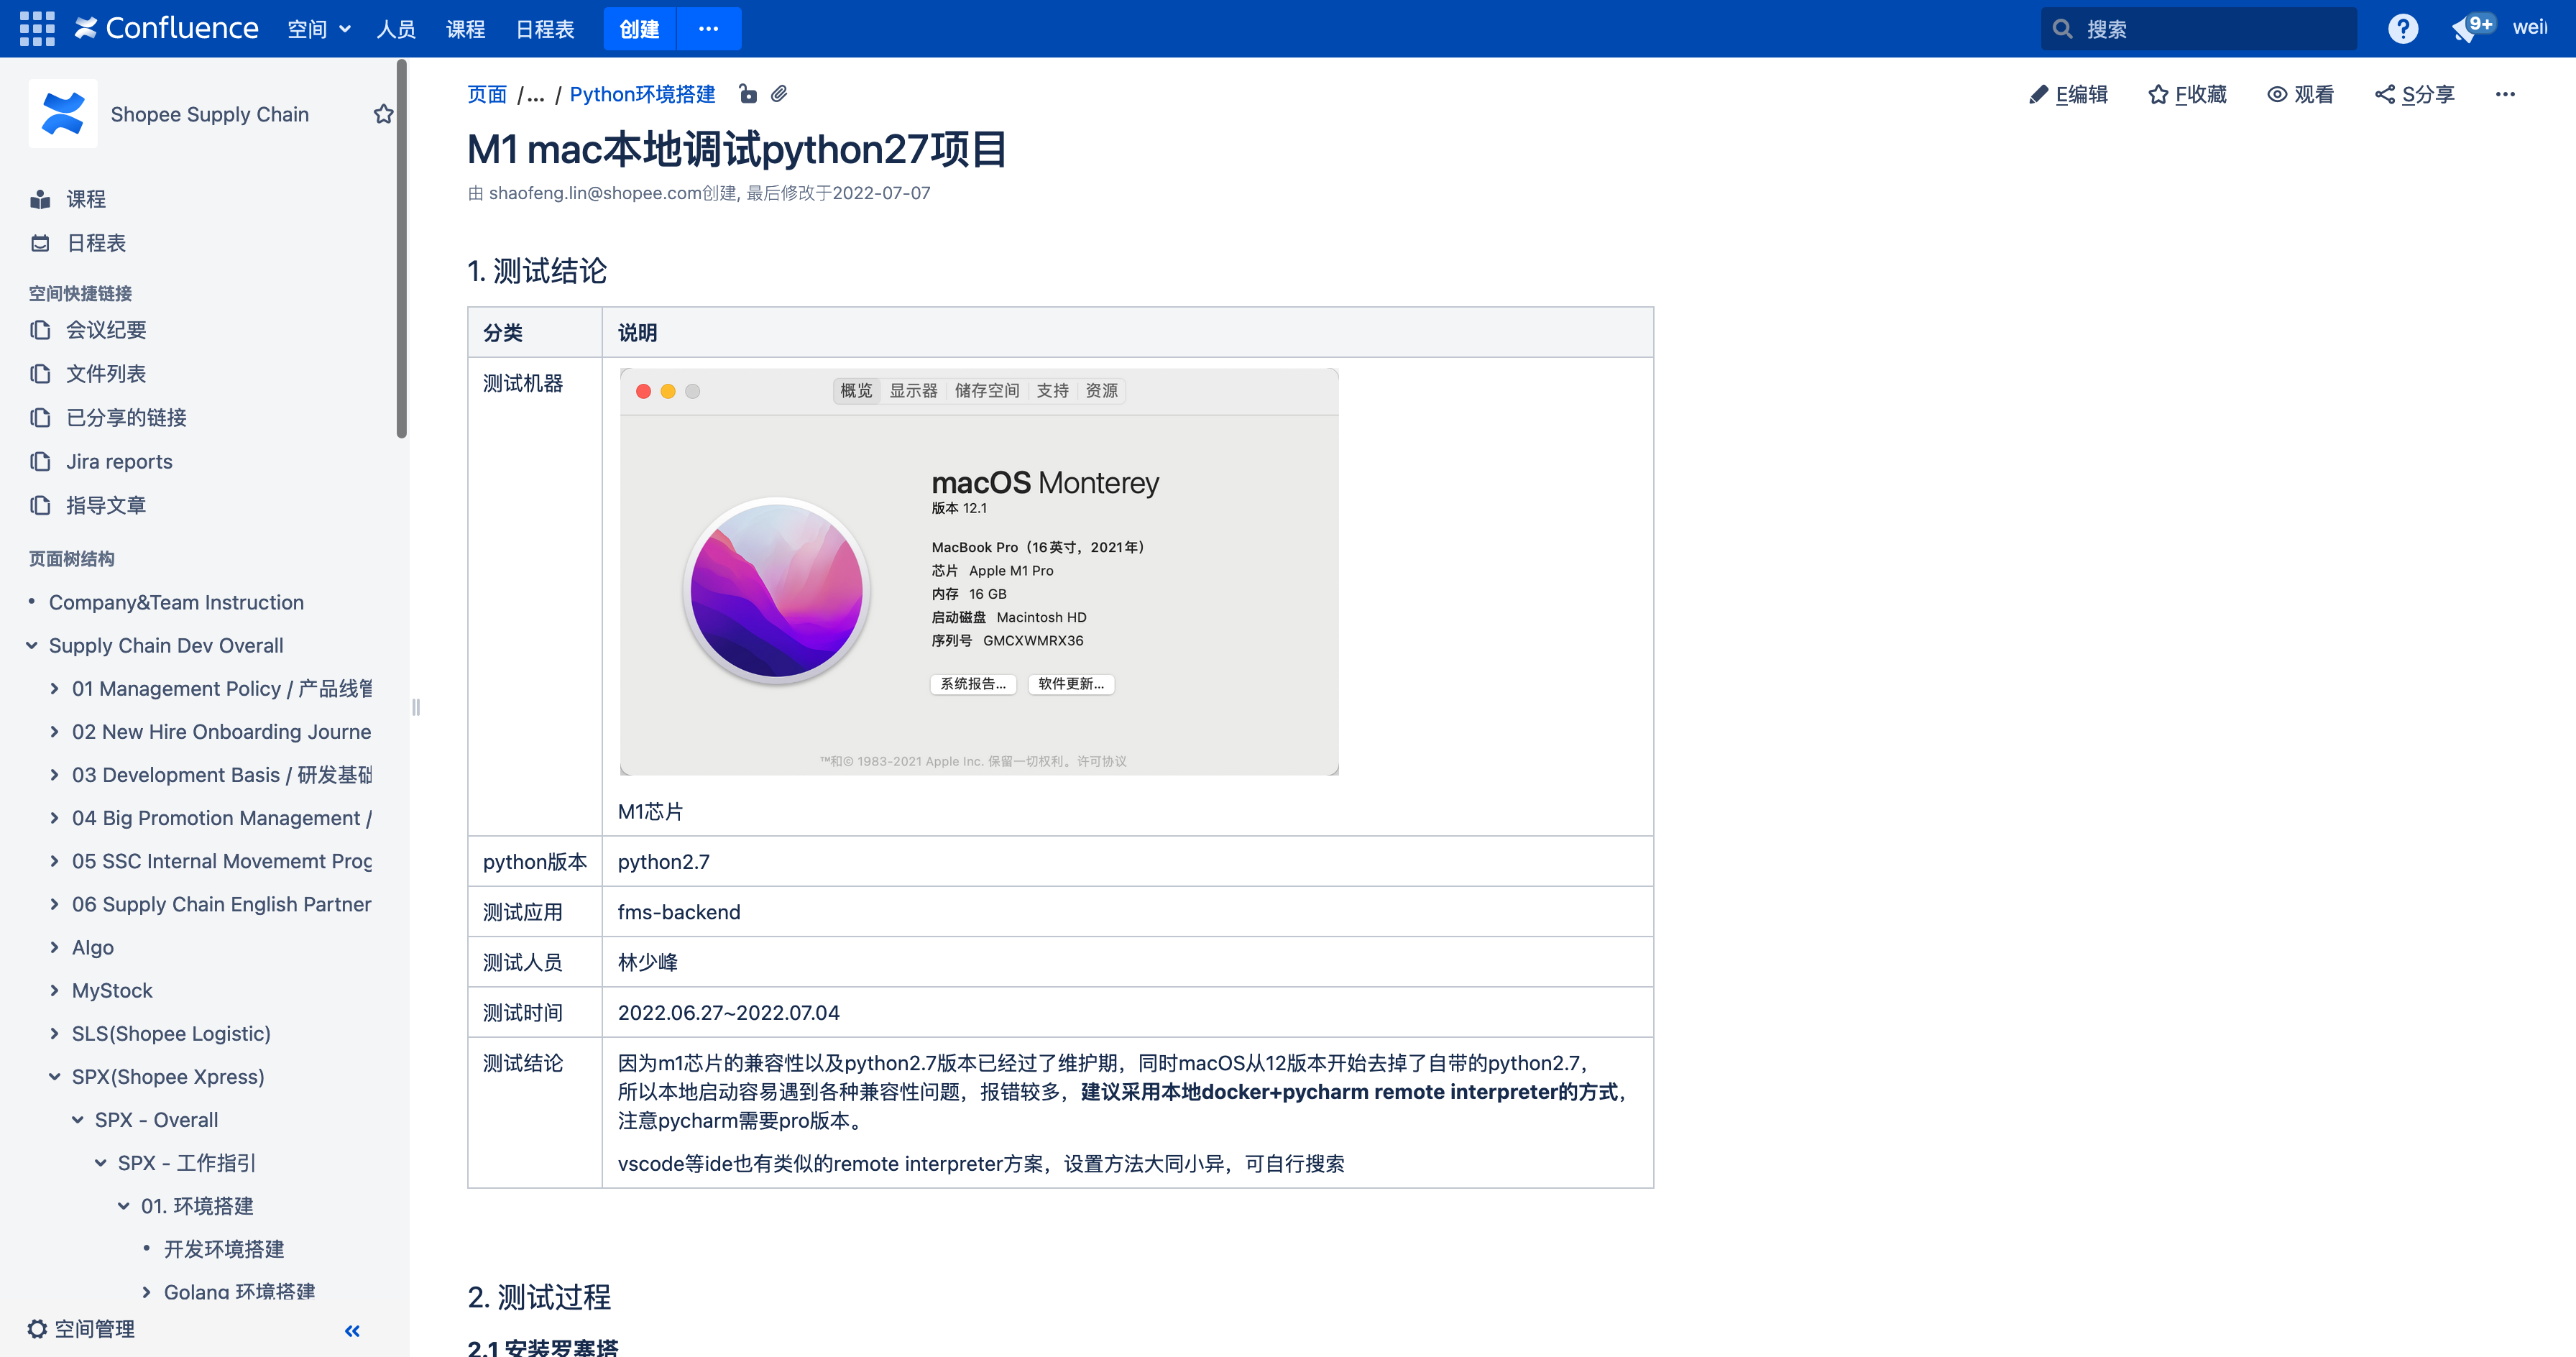 Confluence 空间 人员 课程 日程表 创建 ··· 搜索 ? 9+
Shopee Supply Chain
课程
日程表
空间快捷链接
会议纪要
文件列表
已分享的链接
Jira reports
指导文章
页面树结构
• Company&Team Instruction
Supply Chain Dev Overall
01 Management Policy / 产品线管
02 New Hire Onboarding Journe
03 Development Basis / 研发基础
04 Big Promotion Management /
05 SSC Internal Movememt Prog
06 Supply Chain English Partner
Algo
MyStock
SLS(Shopee Logistic)
SPX(Shopee Xpress)
SPX - Overall
SPX - 工作指引
01. 环境搭建
• 开发环境搭建
Golang 环境搭建
空间管理 «
页面 /... / Python环境搭建
E编辑 F收藏 观看 S分享 ···
M1 mac本地调试python27项目
由 shaofeng.lin@shopee.com创建, 最后修改于2022-07-07
1. 测试结论
分类 说明
测试机器
概览 显示器 储存空间 支持 资源
macOS Monterey
版本 12.1
MacBook Pro（16英寸，2021年）
芯片 Apple M1 Pro
内存 16 GB
启动磁盘 Macintosh HD
序列号 GMCXWMRX36
系统报告... 软件更新...
™和© 1983-2021 Apple Inc. 保留一切权利。许可协议
M1芯片
python版本 python2.7
测试应用 fms-backend
测试人员 林少峰
测试时间 2022.06.27~2022.07.04
测试结论 因为m1芯片的兼容性以及python2.7版本已经过了维护期，同时macOS从12版本开始去掉了自带的python2.7，
所以本地启动容易遇到各种兼容性问题，报错较多，建议采用本地docker+pycharm remote interpreter的方式，
注意pycharm需要pro版本。
vscode等ide也有类似的remote interpreter方案，设置方法大同小异，可自行搜索
2. 测试过程
2.1 安装罗塞塔